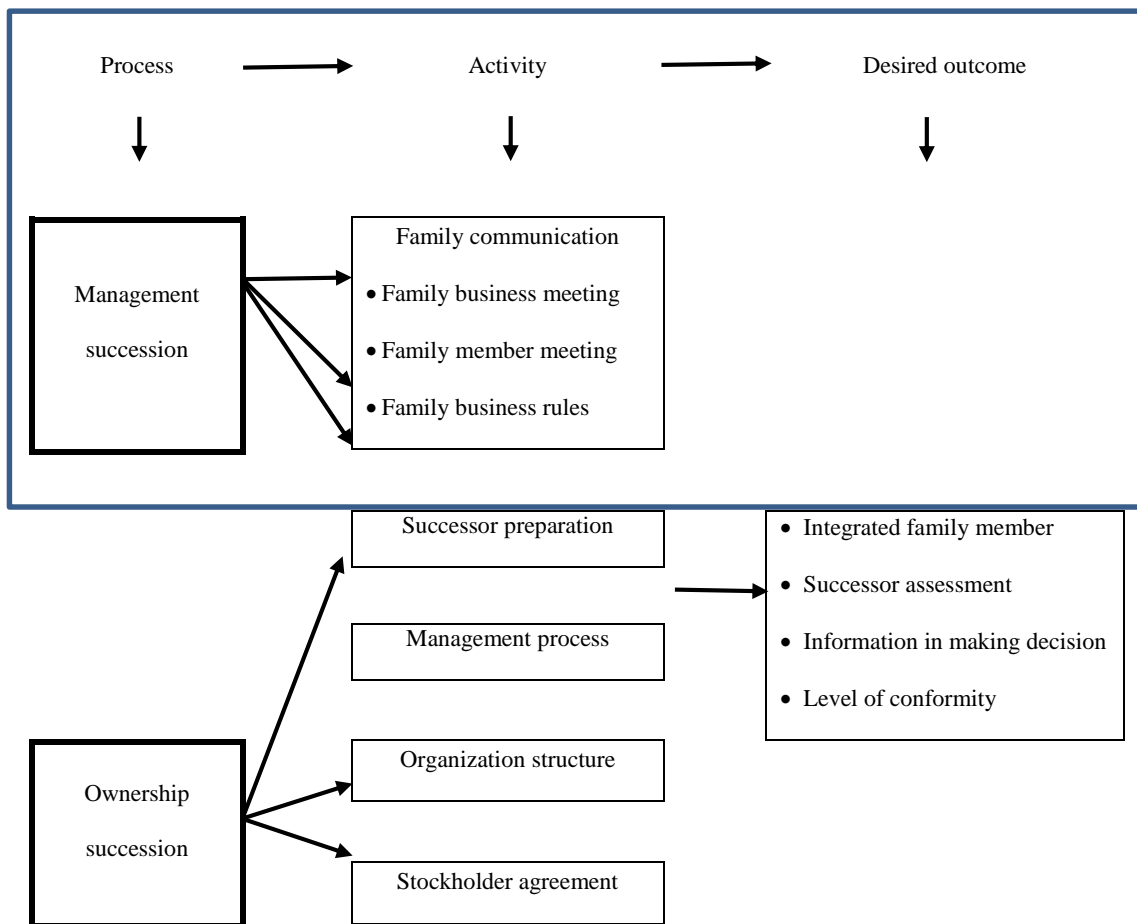 Process
Activity
Desired outcome
Management
succession
Family communication
• Family business meeting
• Family member meeting
• Family business rules
Successor preparation
Management process
Organization structure
Stockholder agreement
• Integrated family member
• Successor assessment
• Information in making decision
• Level of conformity
Ownership
succession